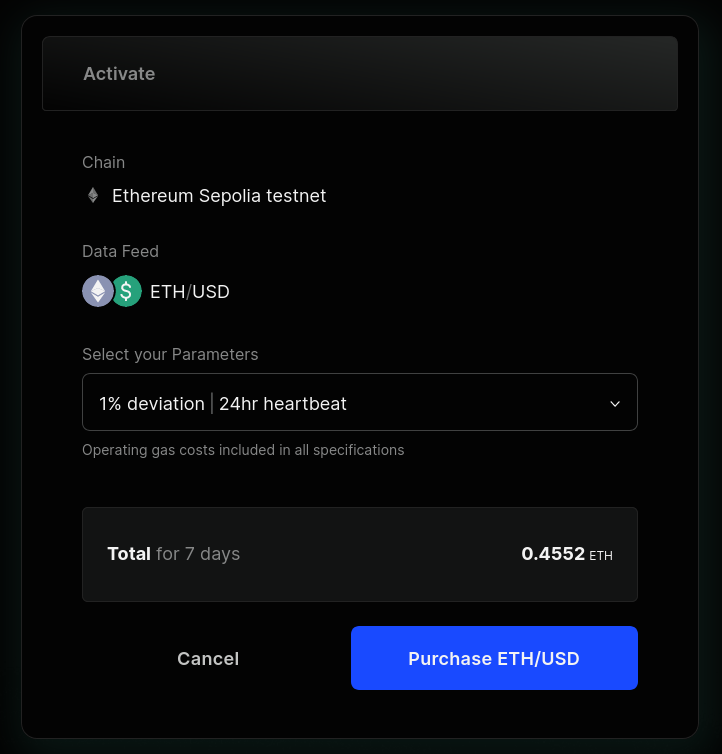 Activate
Chain
Ethereum Sepolia testnet
Data Feed
$ ETH/USD
Select your Parameters
1% deviation | 24hr heartbeat
Operating gas costs included in all specifications
Total for 7 days 0.4552 ETH
Cancel Purchase ETH/USD